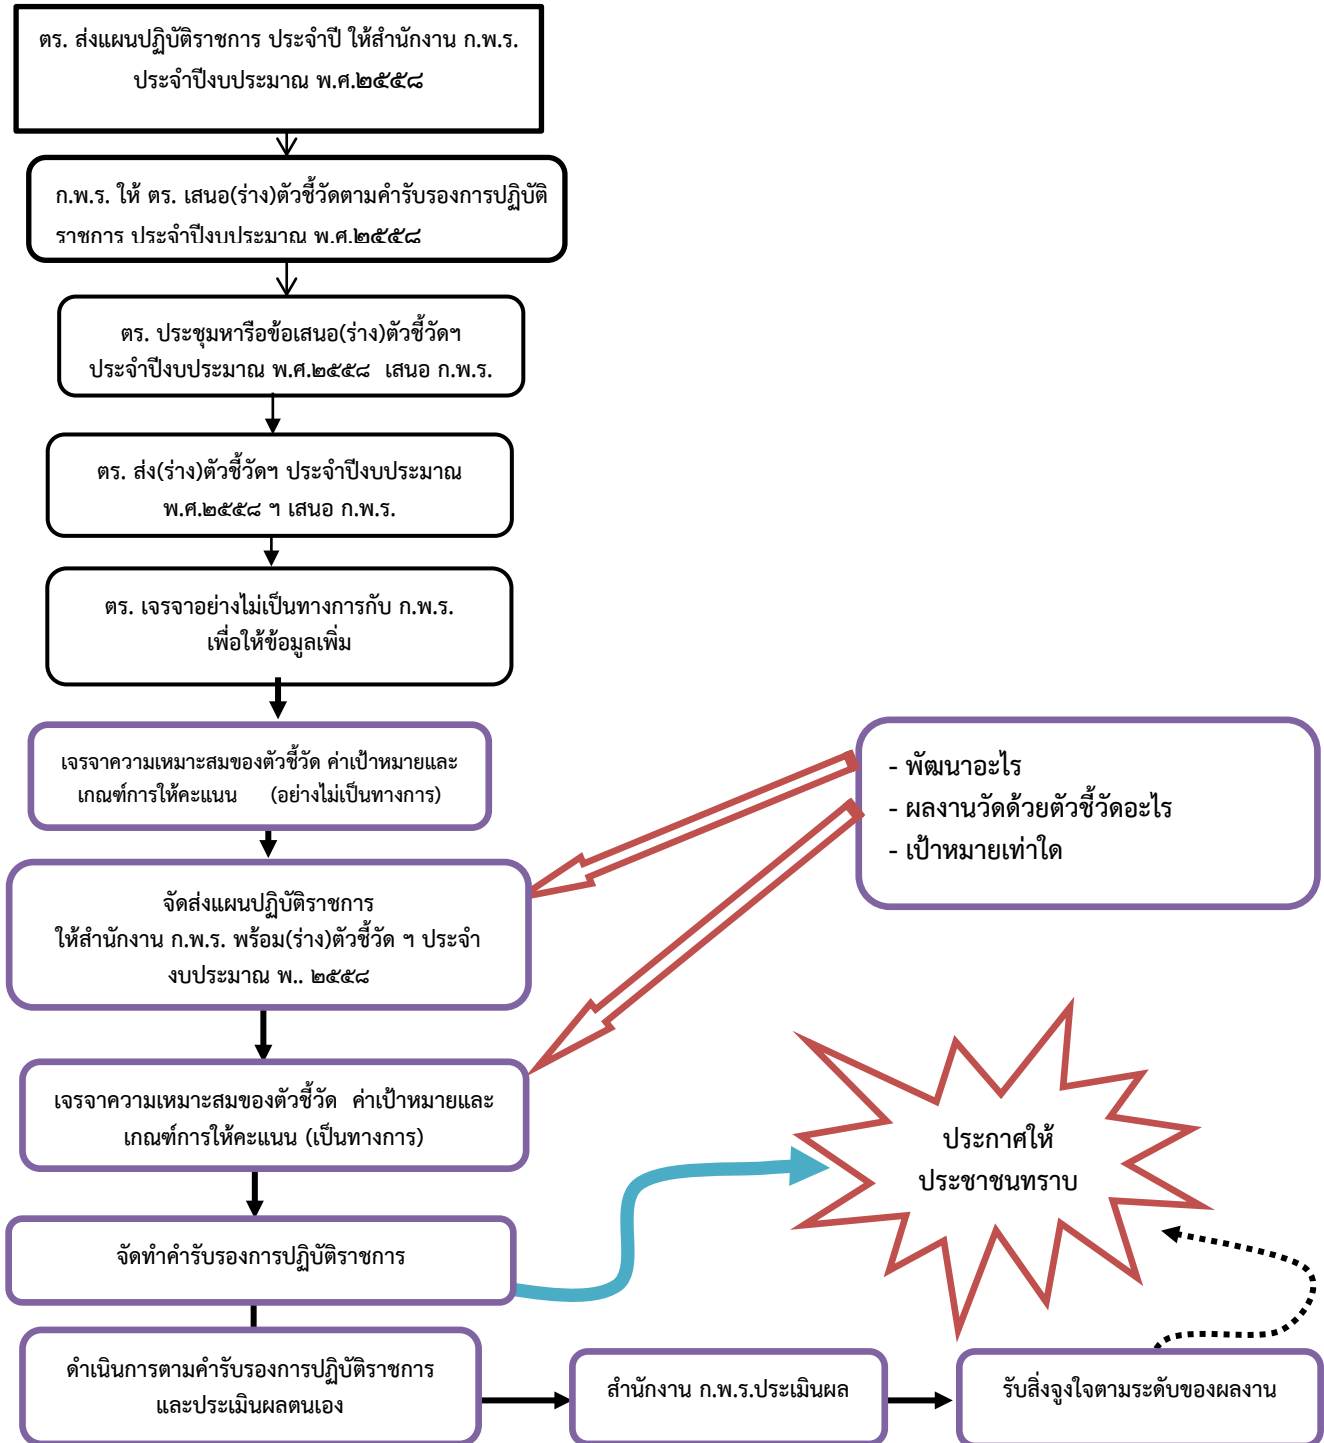 ตร. ส่งแผนปฏิบัติราชการ ประจำปี ให้สำนักงาน ก.พ.ร.
ประจำปีงบประมาณ พ.ศ.๒๕๕๘
ก.พ.ร. ให้ ตร. เสนอ(ร่าง)ตัวชี้วัดตามคำรับรองการปฏิบัติ
ราชการ ประจำปีงบประมาณ พ.ศ.๒๕๕๘
ตร. ประชุมหารือข้อเสนอ(ร่าง)ตัวชี้วัดฯ
ประจำปีงบประมาณ พ.ศ.๒๕๕๘ เสนอ ก.พ.ร.
ตร. ส่ง(ร่าง)ตัวชี้วัดฯ ประจำปีงบประมาณ
พ.ศ.๒๕๕๘ ฯ เสนอ ก.พ.ร.
ตร. เจรจาอย่างไม่เป็นทางการกับ ก.พ.ร.
เพื่อให้ข้อมูลเพิ่ม
เจรจาความเหมาะสมของตัวชี้วัด ค่าเป้าหมายและ
เกณฑ์การให้คะแนน (อย่างไม่เป็นทางการ)
- พัฒนาอะไร
- ผลงานวัดด้วยตัวชี้วัดอะไร
- เป้าหมายเท่าใด
จัดส่งแผนปฏิบัติราชการ
ให้สำนักงาน ก.พ.ร. พร้อม(ร่าง)ตัวชี้วัด ฯ ประจำ
งบประมาณ พ.. ๒๕๕๘
เจรจาความเหมาะสมของตัวชี้วัด ค่าเป้าหมายและ
เกณฑ์การให้คะแนน (เป็นทางการ)
ประกาศให้
ประชาชนทราบ
จัดทำคำรับรองการปฏิบัติราชการ
ดำเนินการตามคำรับรองการปฏิบัติราชการ
และประเมินผลตนเอง
สำนักงาน ก.พ.ร.ประเมินผล
รับสิ่งจูงใจตามระดับของผลงาน